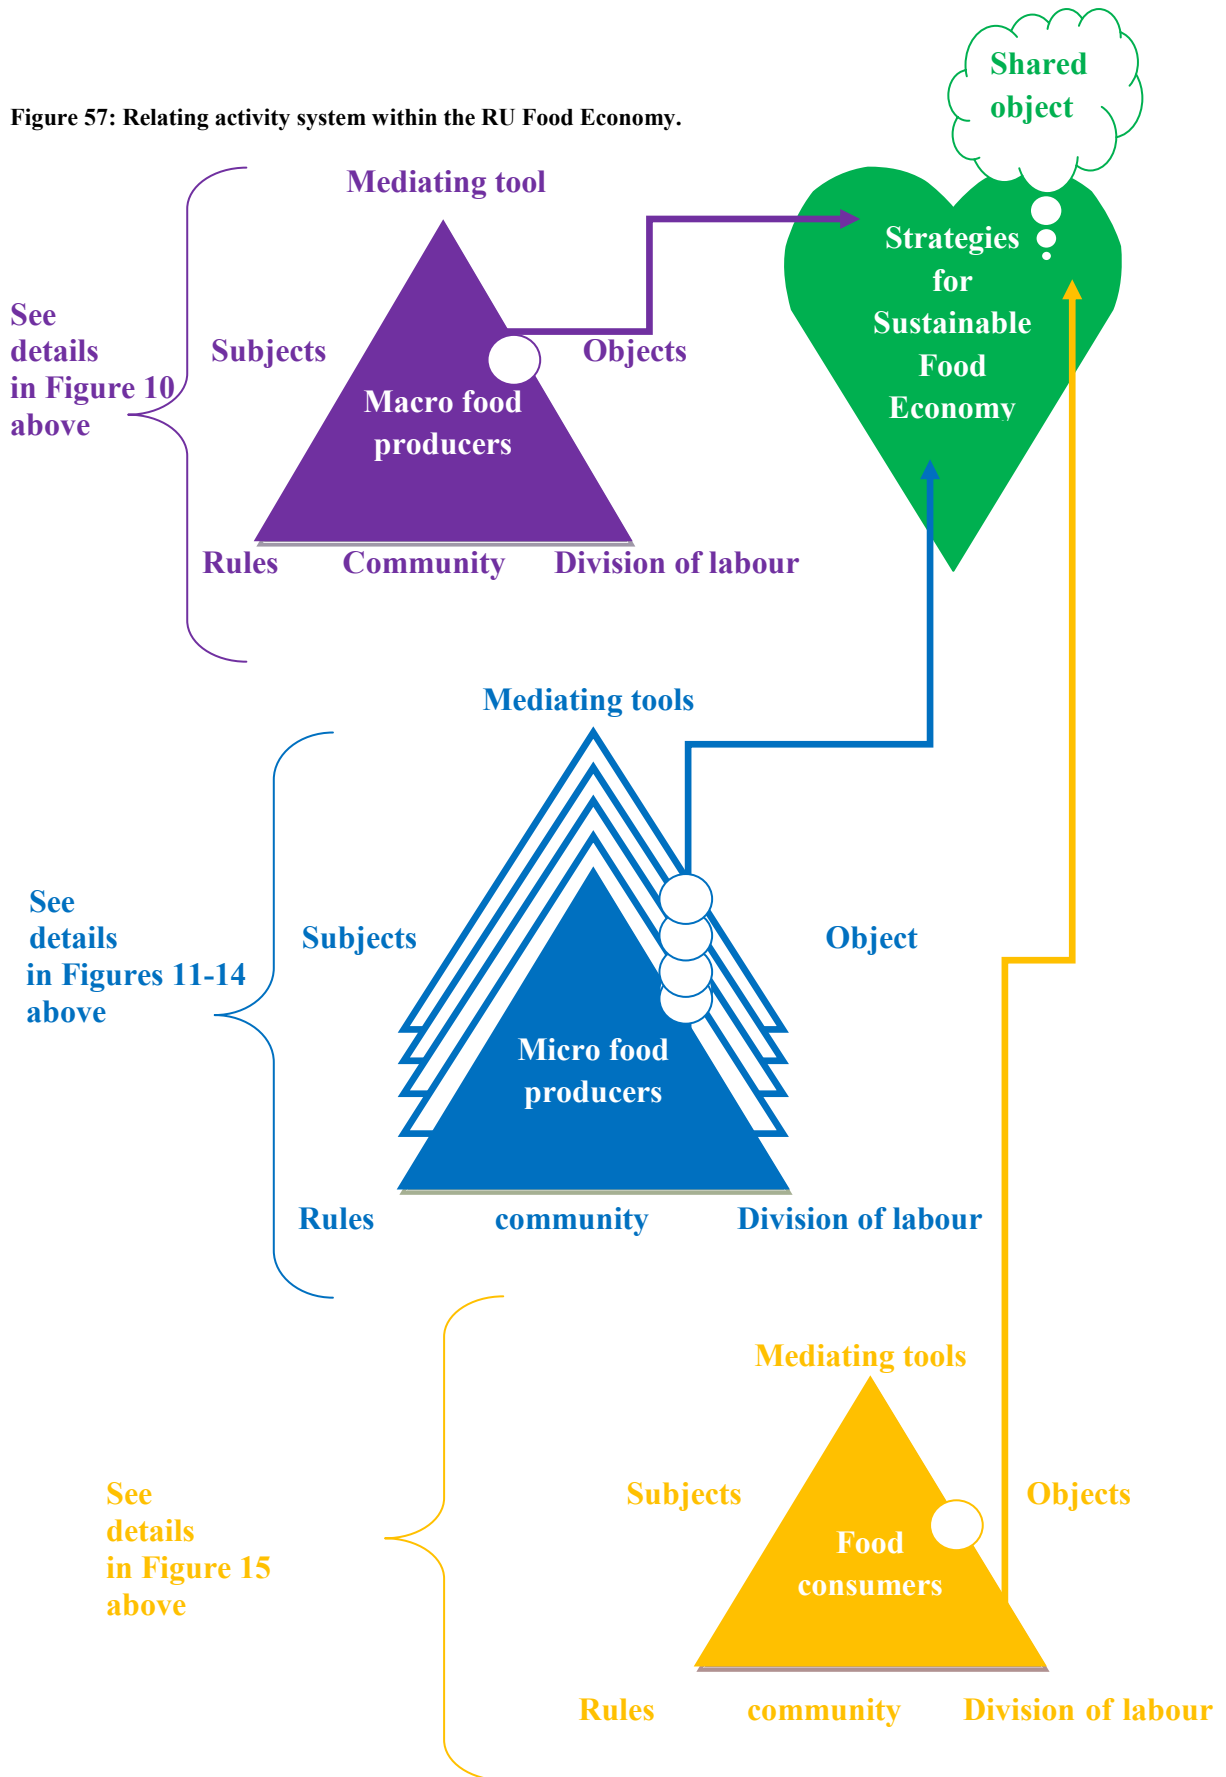 Shared
object
Figure 57: Relating activity system within the RU Food Economy.
Mediating tool
Strategies
for
Sustainable
Food
Economy
See
details
in Figure 10
above
Subjects
Objects
Macro food
producers
Rules
Community
Division of labour
Mediating tools
See
details
in Figures 11-14
above
Subjects
Object
Micro food
producers
Rules
community
Division of labour
Mediating tools
See
details
in Figure 15
above
Subjects
Objects
Food
consumers
Rules
community
Division of labour